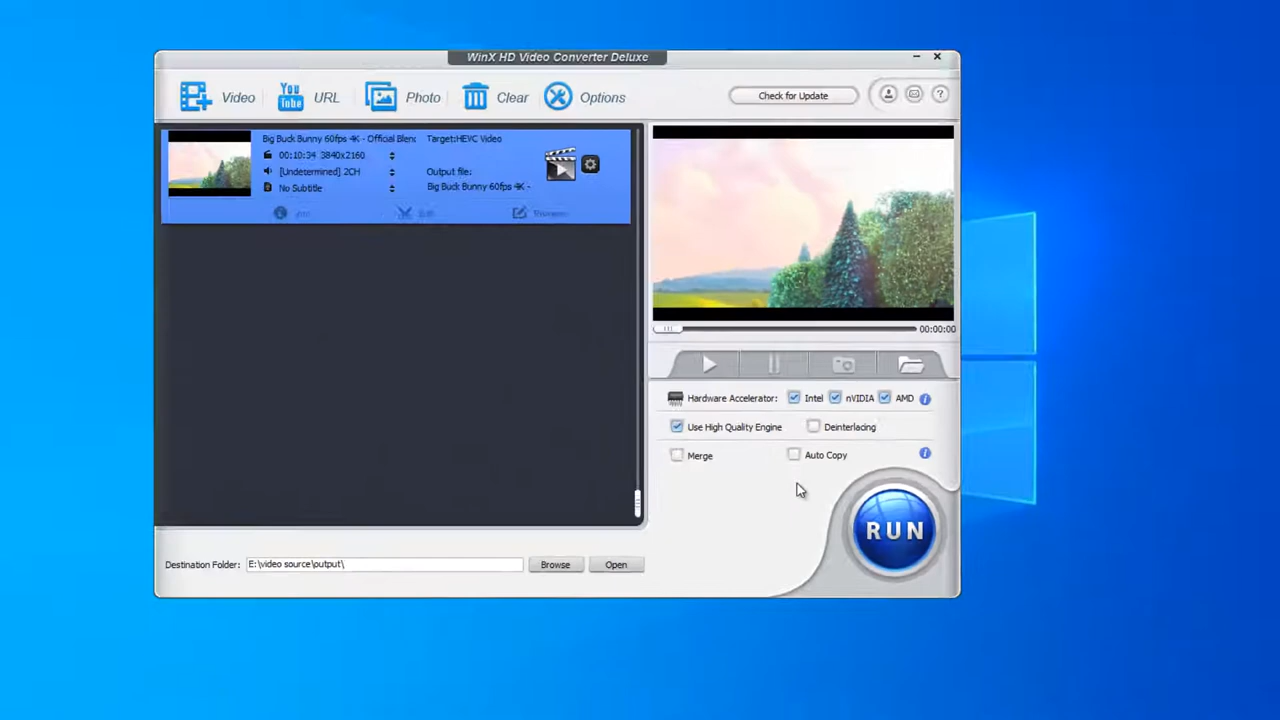 WinX HD Video Converter Deluxe
Video
You Tube
URL
Photo
Clear
Options
Check for Update
?
Big Buck Bunny 60fps 4K - Official Blenc
Target:HEVC Video
00:10:34 3840x2160
[Undetermined] 2CH
Output file:
No Subtitle
Big Buck Bunny 60fps 4K -
00:00:00
Hardware Accelerator:
Intel
nVIDIA
AMD
i
Use High Quality Engine
Deinterlacing
Merge
Auto Copy
i
RUN
Destination Folder:
E:\video source\output\
Browse
Open